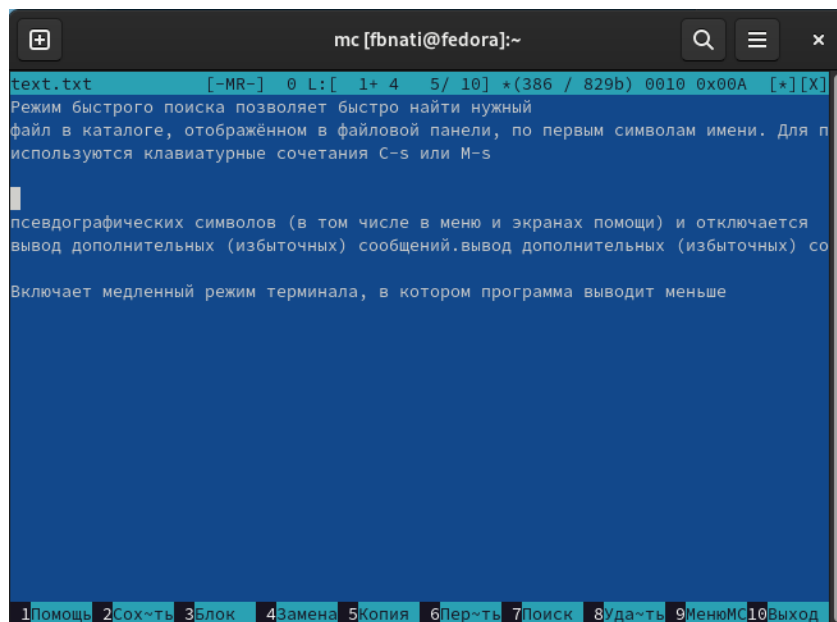 mc [fbnati@fedora]:~
text.txt [-MR-] 0 L:[ 1+ 4 5/ 10] *(386 / 829b) 0010 0x00A [*][X]
Режим быстрого поиска позволяет быстро найти нужный
файл в каталоге, отображённом в файловой панели, по первым символам имени. Для п
используются клавиатурные сочетания C-s или M-s
псевдографических символов (в том числе в меню и экранах помощи) и отключается
вывод дополнительных (избыточных) сообщений.вывод дополнительных (избыточных) со
Включает медленный режим терминала, в котором программа выводит меньше
1Помощь 2Сох~ть 3Блок 4Замена 5Копия 6Пер~ть 7Поиск 8Уда~ть 9МенюMC 10Выход